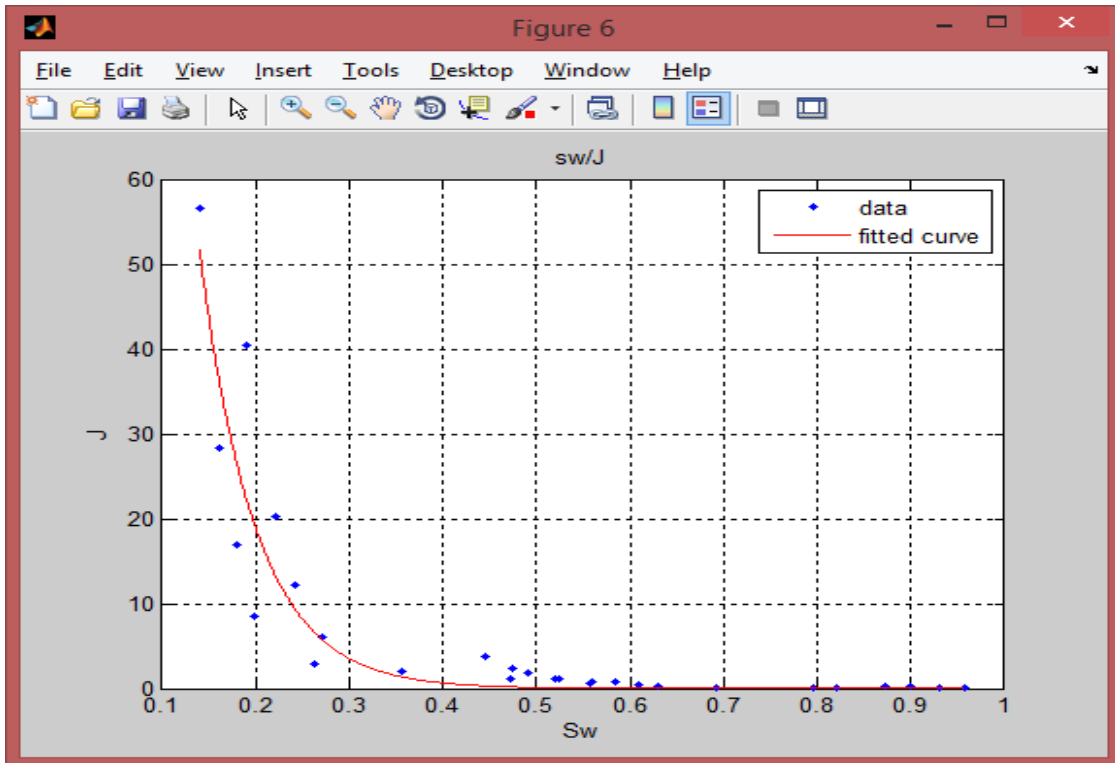 Figure 6
File Edit View Insert Tools Desktop Window Help
sw/J
60
50
40
30
20
10
0
J
data
fitted curve
0.1 0.2 0.3 0.4 0.5 0.6 0.7 0.8 0.9 1
Sw